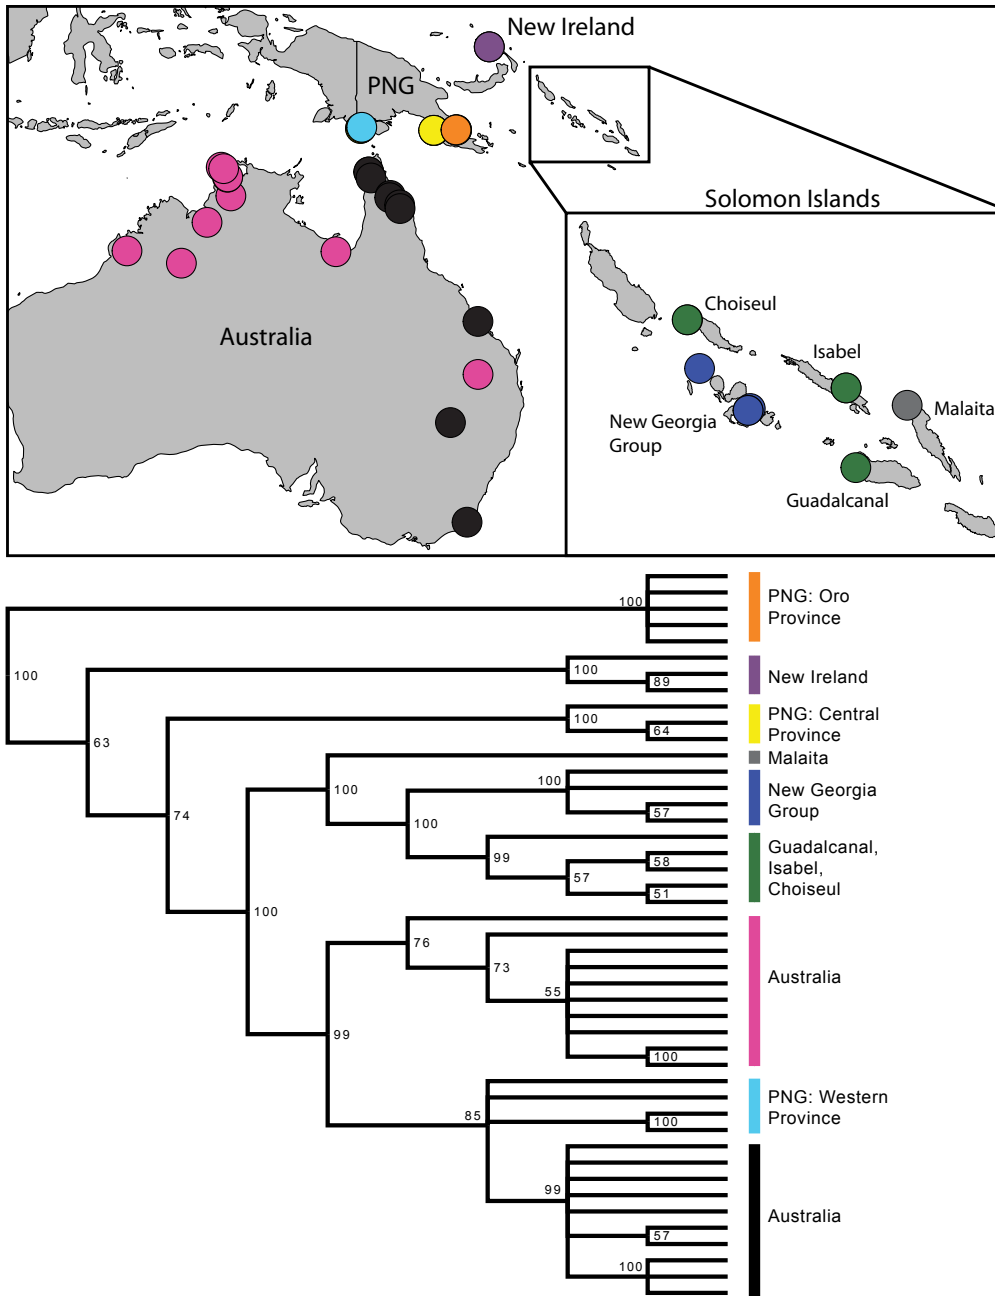 New Ireland
PNG
Solomon Islands
Australia
Choiseul
Isabel
Malaita
New Georgia
Group
Guadalcanal
100
PNG: Oro
Province
100
100
New Ireland
89
63
100
PNG: Central
Province
64
74
Malaita
100
100
New Georgia
Group
57
100
99
Guadalcanal,
Isabel,
Choiseul
58
57
51
100
76
73
55
Australia
99
100
85
PNG: Western
Province
100
99
Australia
57
100